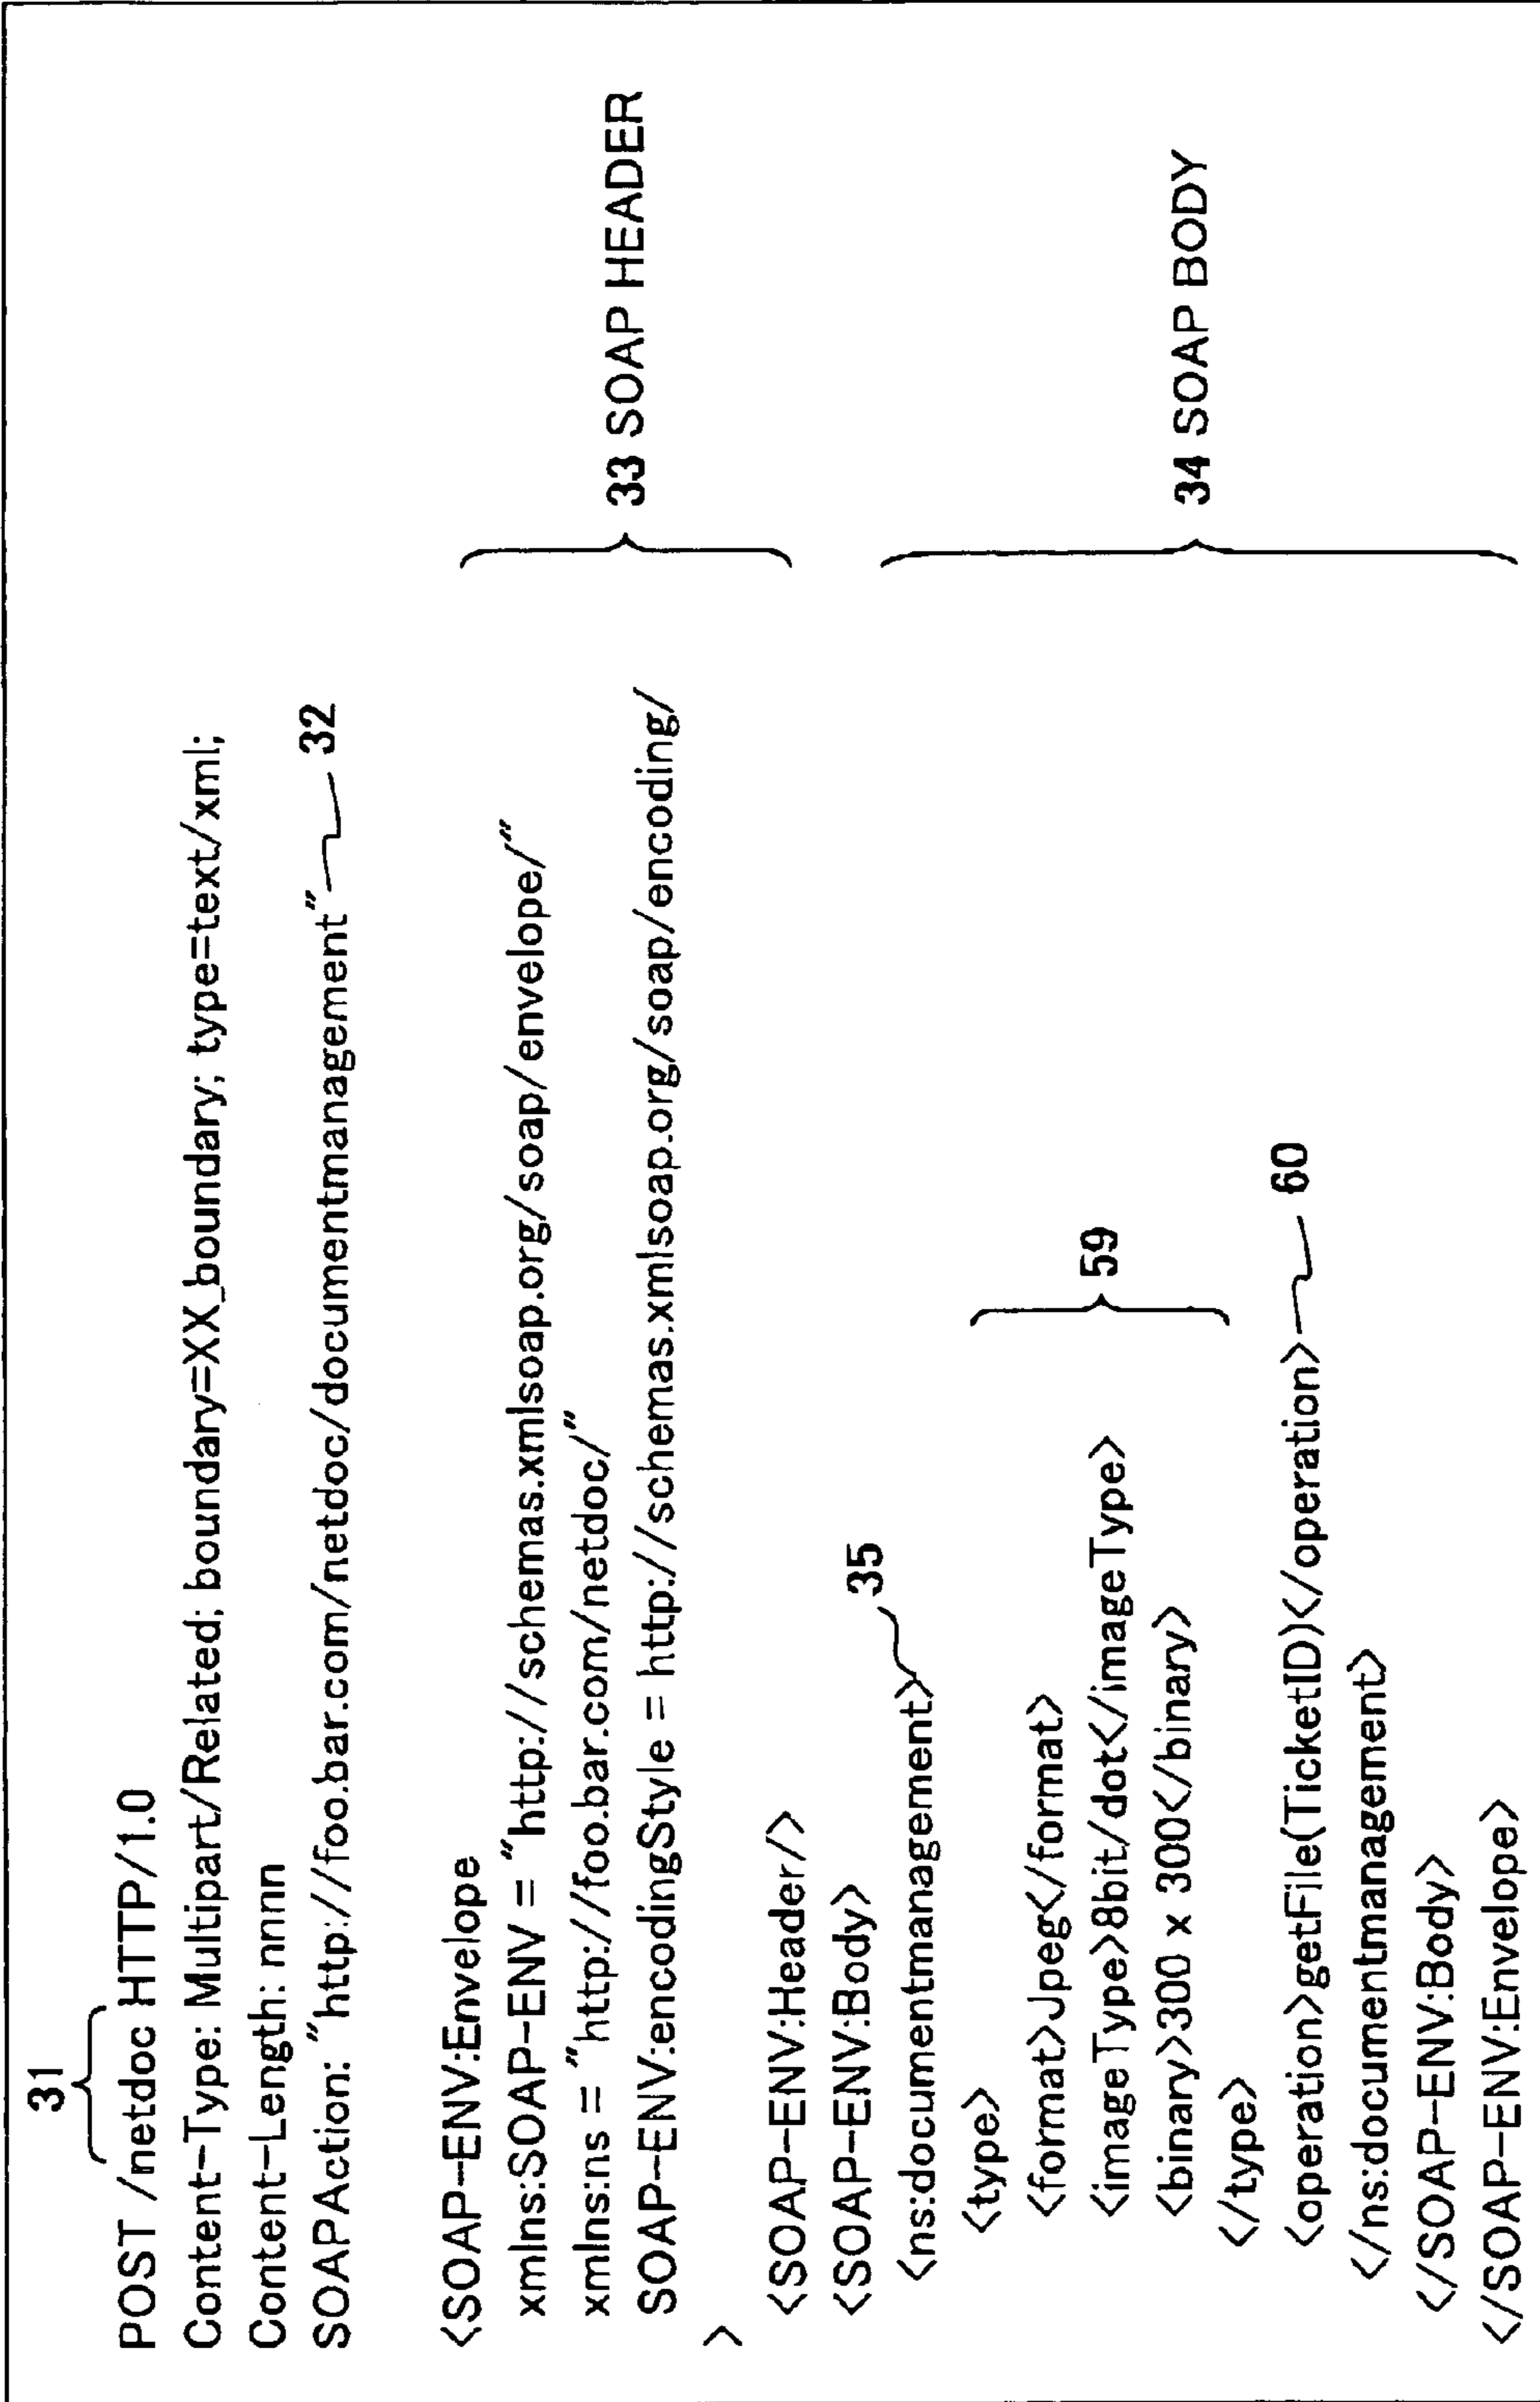 31
POST /netdoc HTTP/1.0
Content-Type: Multipart/Related; boundary=XX_boundary; type=text/xml;
Content-Length: nnnn
SOAPAction: "http://foo.bar.com/netdoc/documentmanagement" 32
<SOAP-ENV:Envelope
xmlns:SOAP-ENV = "http://schemas.xmlsoap.org/soap/envelope/"
xmlns:ns = "http://foo.bar.com/netdoc/"
SOAP-ENV:encodingStyle = http://schemas.xmlsoap.org/soap/encoding/
>
33 SOAP HEADER
<SOAP-ENV:Header/>
<SOAP-ENV:Body>
<ns:documentmanagement> 35
<type>
<format>Jpeg</format>
<imageType>8bit/dot</imageType>
<binary>300 x 300</binary>
</type>
59
<operation>getFile(TicketID)</operation> 60
</ns:documentmanagement>
</SOAP-ENV:Body>
</SOAP-ENV:Envelope>
34 SOAP BODY